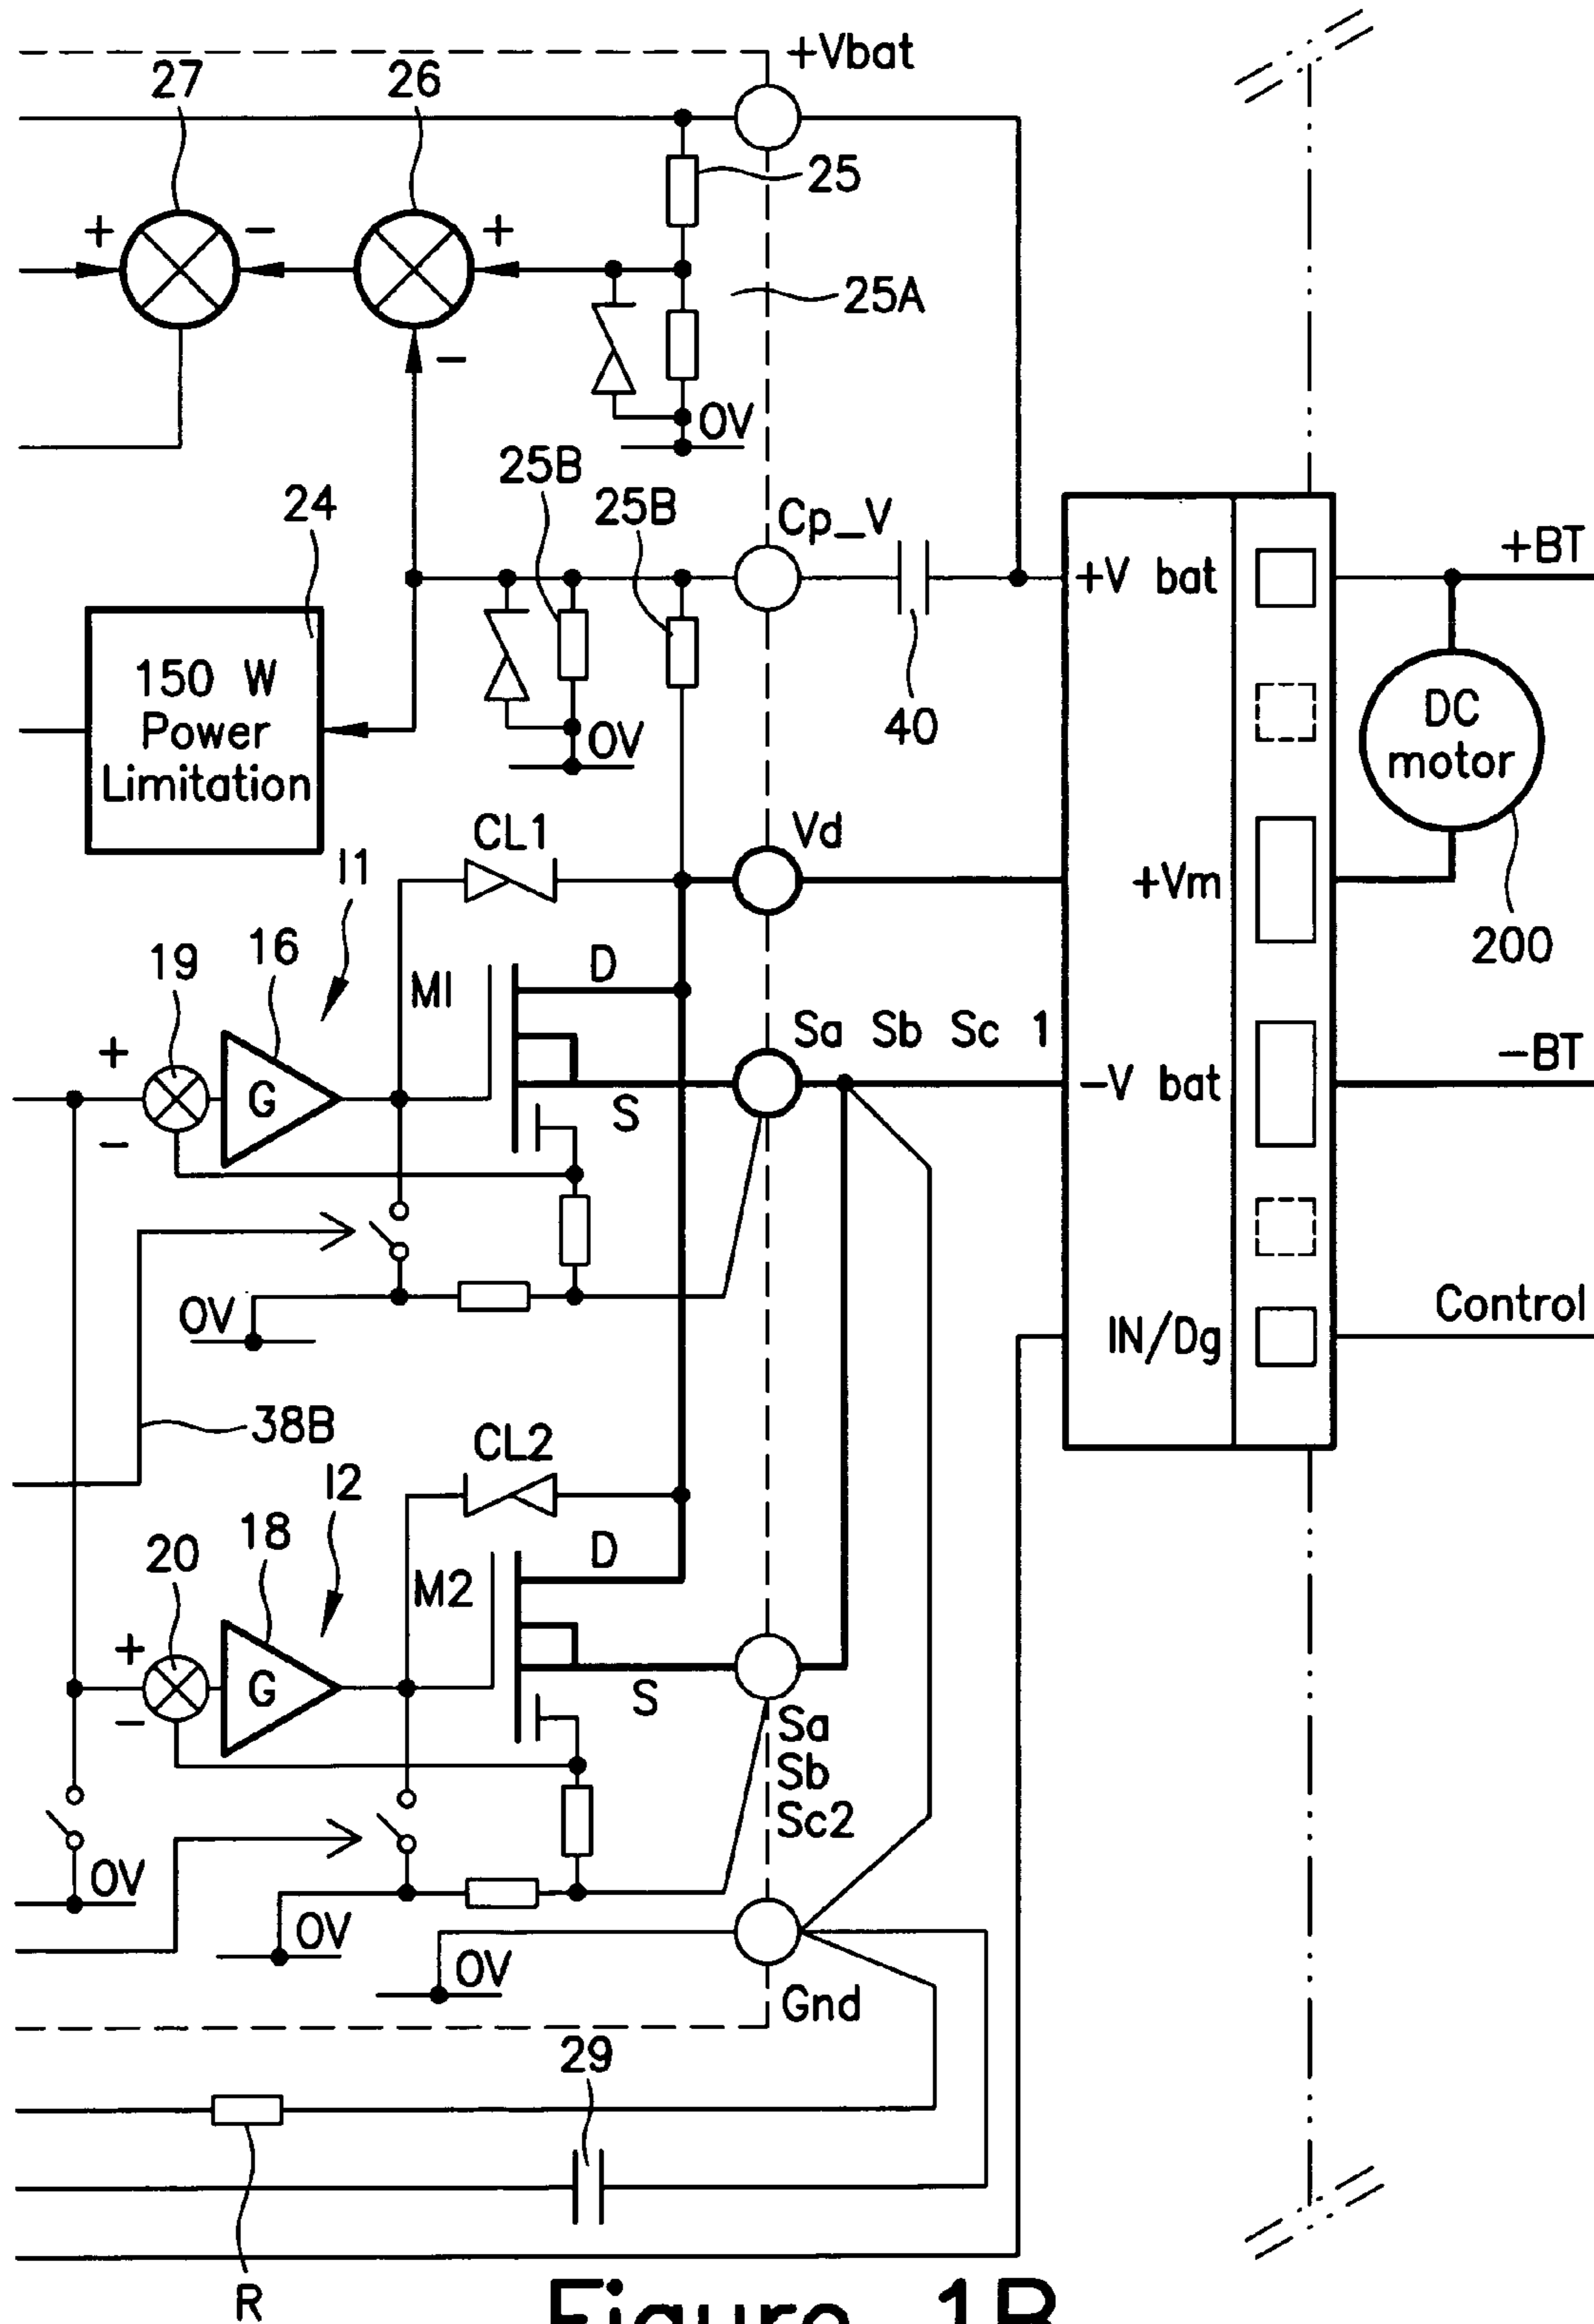 +Vbat
27
26
25
+
-
+
25A
-
0V
25B
25B
Cp_V
24
+BT
+V bat
150 W
Power
Limitation
DC
motor
40
0V
CL1
Vd
I1
+Vm
19
16
D
M1
200
Sa Sb Sc 1
+
-BT
-V bat
G
S
-
0V
Control
IN/Dg
38B
CL2
I2
18
20
D
M2
+
G
S
-
Sa
Sb
Sc2
0V
0V
0V
Gnd
29
R
Figure 1B